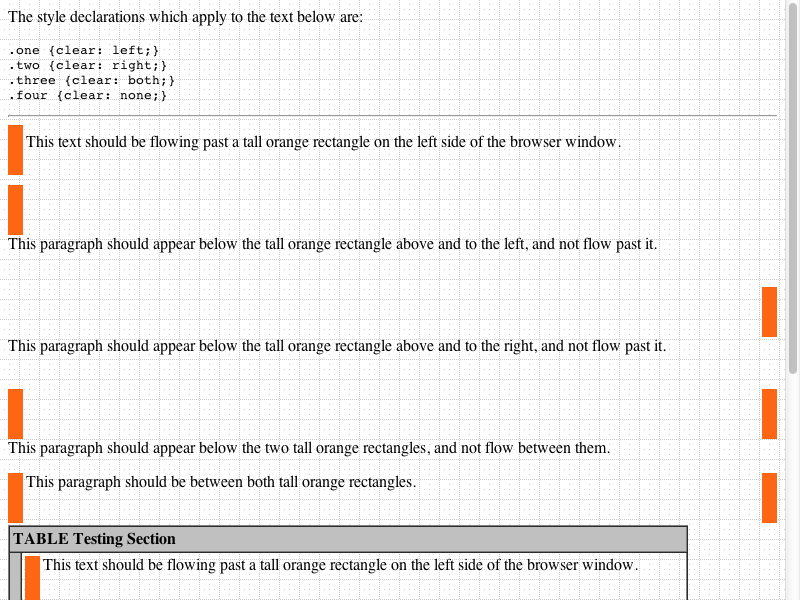 The style declarations which apply to the text below are:
.one {clear: left;}
.two {clear: right;}
.three {clear: both;}
.four {clear: none;}
This text should be flowing past a tall orange rectangle on the left side of the browser window.
This paragraph should appear below the tall orange rectangle above and to the left, and not flow past it.
This paragraph should appear below the tall orange rectangle above and to the right, and not flow past it.
This paragraph should appear below the two tall orange rectangles, and not flow between them.
This paragraph should be between both tall orange rectangles.
TABLE Testing Section
This text should be flowing past a tall orange rectangle on the left side of the browser window.